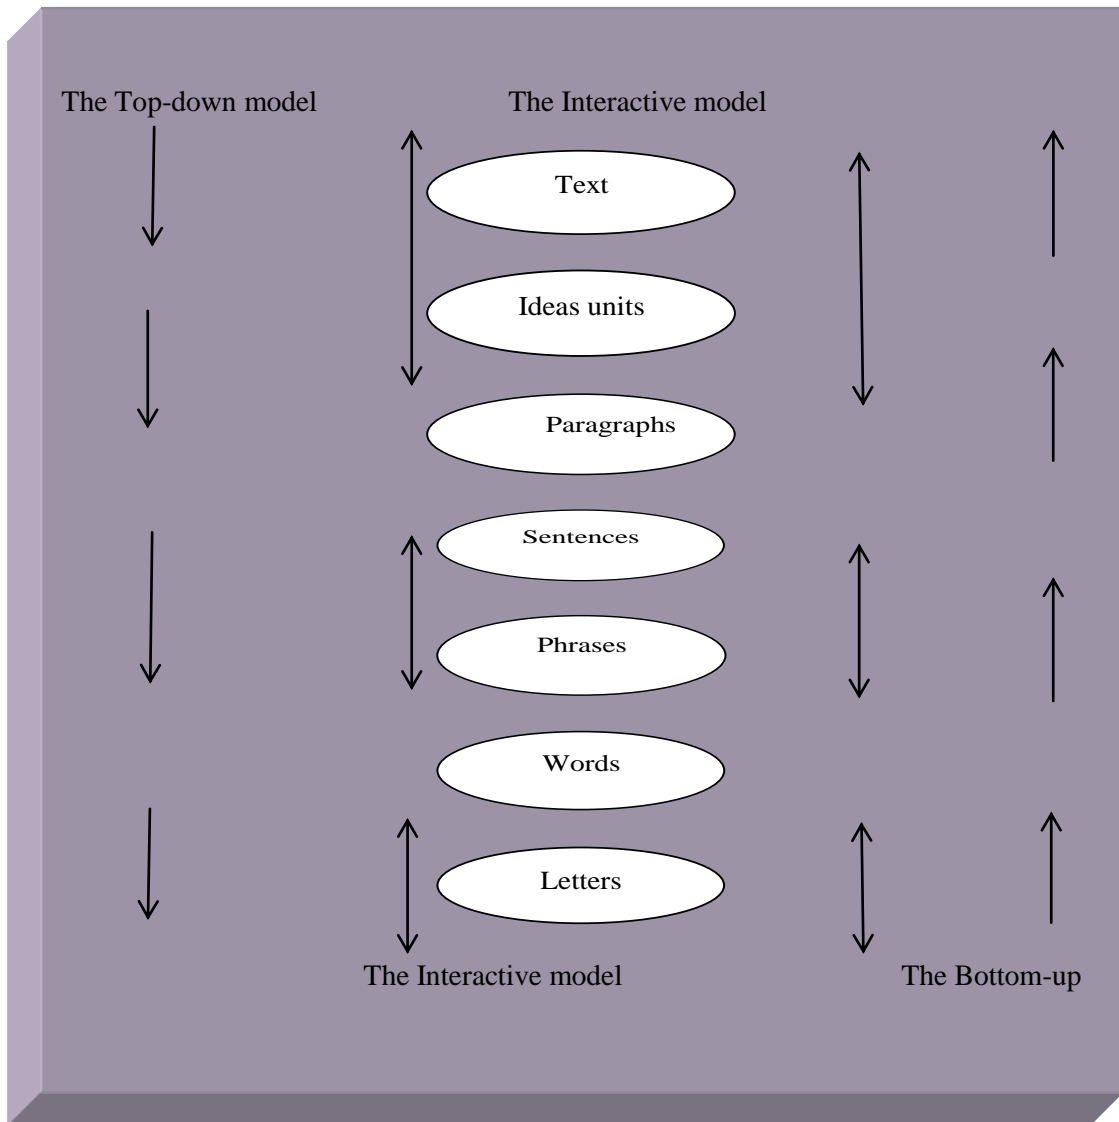 The Top-down model
The Interactive model
Text
Ideas units
Paragraphs
Sentences
Phrases
Words
Letters
The Interactive model
The Bottom-up